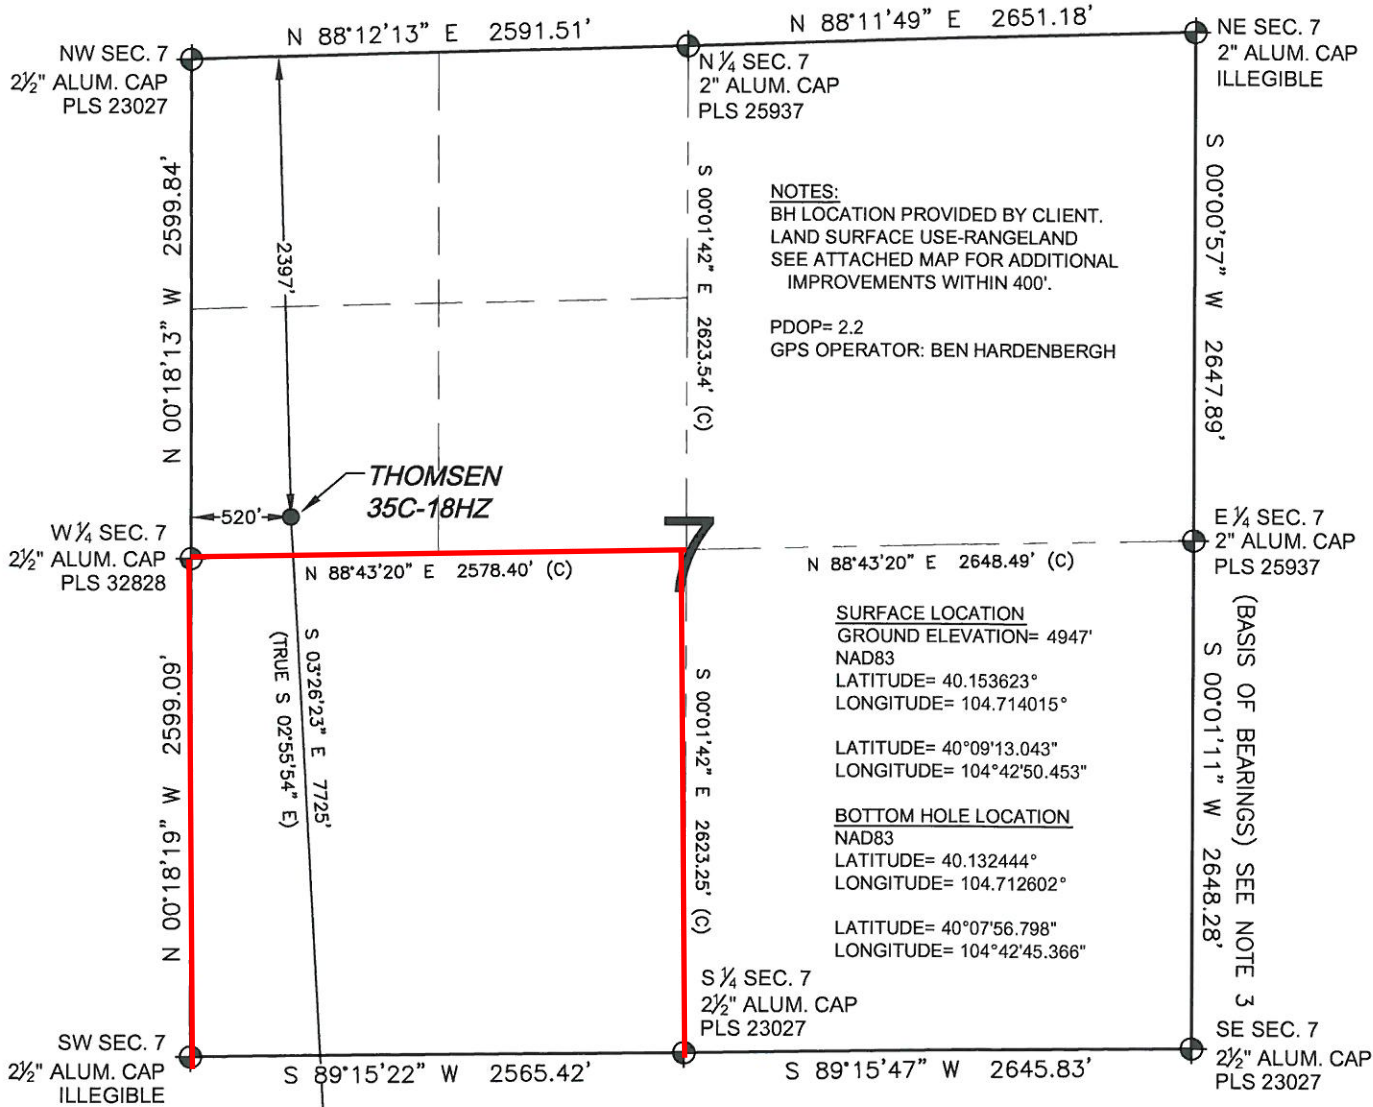 N 88°12'13" E 2591.51'
N 88°11'49" E 2651.18'
NW SEC. 7
2½" ALUM. CAP
PLS 23027
N ¼ SEC. 7
2" ALUM. CAP
PLS 25937
NE SEC. 7
2" ALUM. CAP
ILLEGIBLE
N 00°18'13" W 2599.84'
2397'
S 00°01'42" E 2623.54' (C)
S 00°00'57" W 2647.89'
NOTES:
BH LOCATION PROVIDED BY CLIENT.
LAND SURFACE USE-RANGELAND
SEE ATTACHED MAP FOR ADDITIONAL
IMPROVEMENTS WITHIN 400'.
PDOP= 2.2
GPS OPERATOR: BEN HARDENBERGH
THOMSEN
35C-18HZ
520'
7
W ¼ SEC. 7
2½" ALUM. CAP
PLS 32828
N 88°43'20" E 2578.40' (C)
N 88°43'20" E 2648.49' (C)
E ¼ SEC. 7
2" ALUM. CAP
PLS 25937
N 00°18'19" W 2599.09'
S 03°26'23" E 7725'
(TRUE S 02°55'54" E)
S 00°01'42" E 2623.25' (C)
SURFACE LOCATION
GROUND ELEVATION= 4947'
NAD83
LATITUDE= 40.153623°
LONGITUDE= 104.714015°
LATITUDE= 40°09'13.043"
LONGITUDE= 104°42'50.453"
BOTTOM HOLE LOCATION
NAD83
LATITUDE= 40.132444°
LONGITUDE= 104.712602°
LATITUDE= 40°07'56.798"
LONGITUDE= 104°42'45.366"
S 00°01'11" W 2648.28'
(BASIS OF BEARINGS) SEE NOTE 3
S ¼ SEC. 7
2½" ALUM. CAP
PLS 23027
SW SEC. 7
2½" ALUM. CAP
ILLEGIBLE
S 89°15'22" W 2565.42'
S 89°15'47" W 2645.83'
SE SEC. 7
2½" ALUM. CAP
PLS 23027